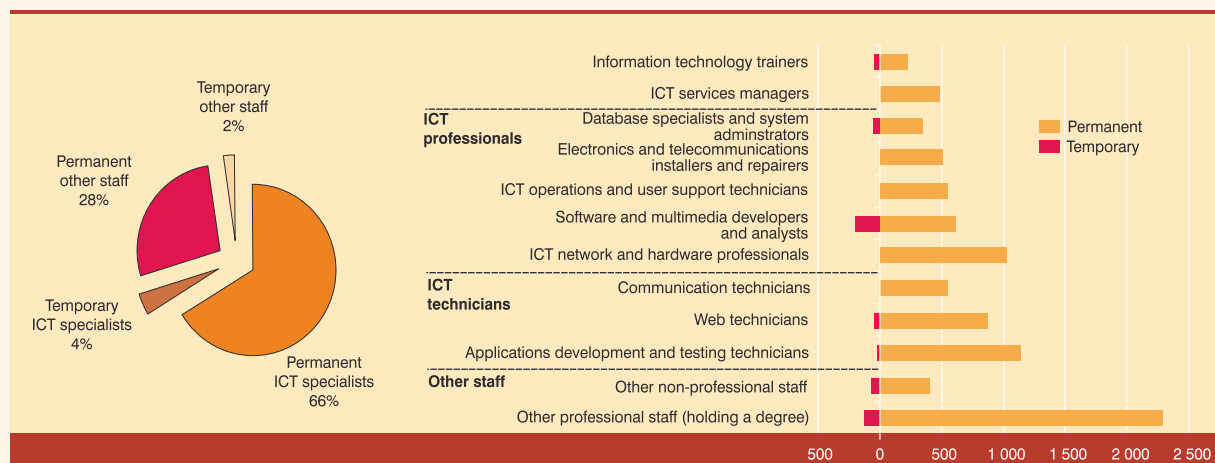 Temporary
other staff
2%
Permanent
other staff
28%
Temporary
ICT specialists
4%
Permanent
ICT specialists
66%
Information technology trainers
ICT services managers
ICT
professionals
Database specialists and system
adminstrators
Electronics and telecommunications
installers and repairers
ICT operations and user support technicians
Software and multimedia developers
and analysts
ICT network and hardware professionals
ICT
technicians
Communication technicians
Web technicians
Applications development and testing technicians
Other staff
Other non-professional staff
Other professional staff (holding a degree)
Permanent
Temporary
500 0 500 1 000 1 500 2 000 2 500